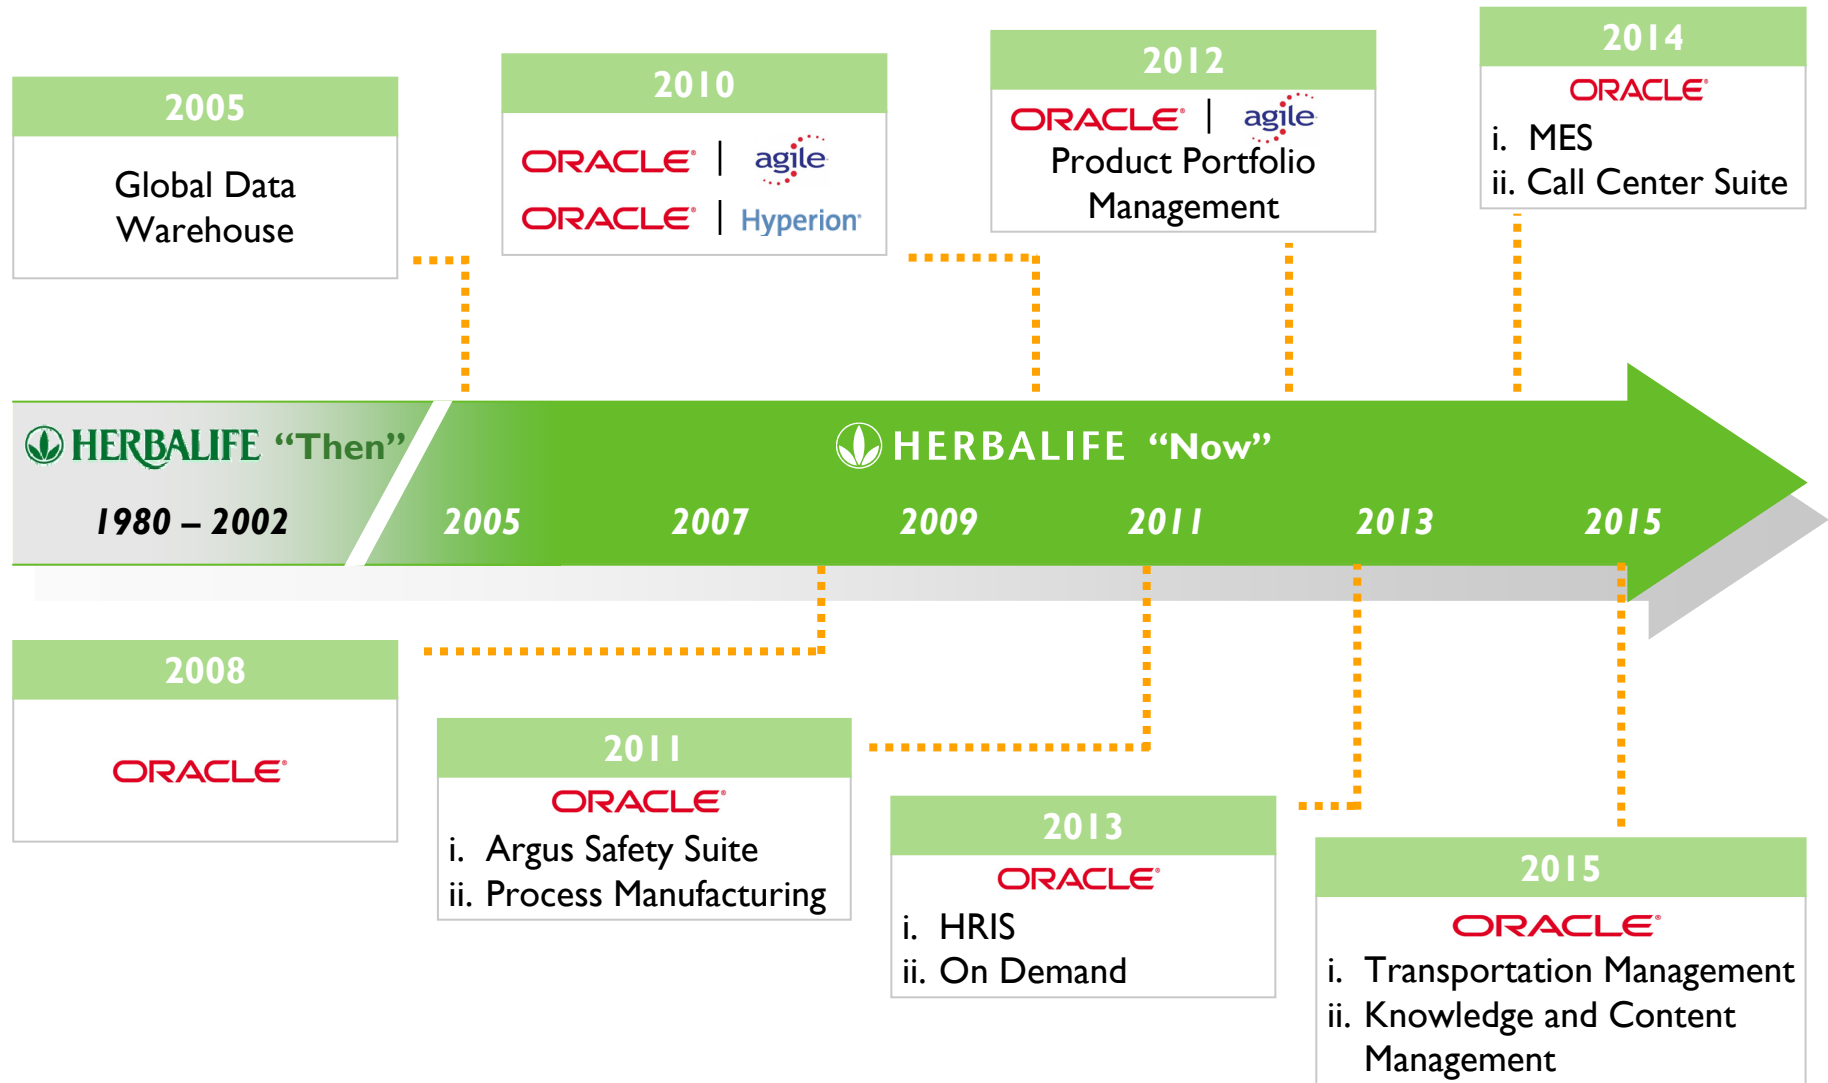 2005
Global Data
Warehouse
2010
ORACLE | agile
ORACLE | Hyperion
2012
ORACLE | agile
Product Portfolio
Management
2014
ORACLE
i. MES
ii. Call Center Suite
HERBALIFE “Then”
1980 – 2002
HERBALIFE “Now”
2005 2007 2009 2011 2013 2015
2008
ORACLE
2011
ORACLE
i. Argus Safety Suite
ii. Process Manufacturing
2013
ORACLE
i. HRIS
ii. On Demand
2015
ORACLE
i. Transportation Management
ii. Knowledge and Content
Management